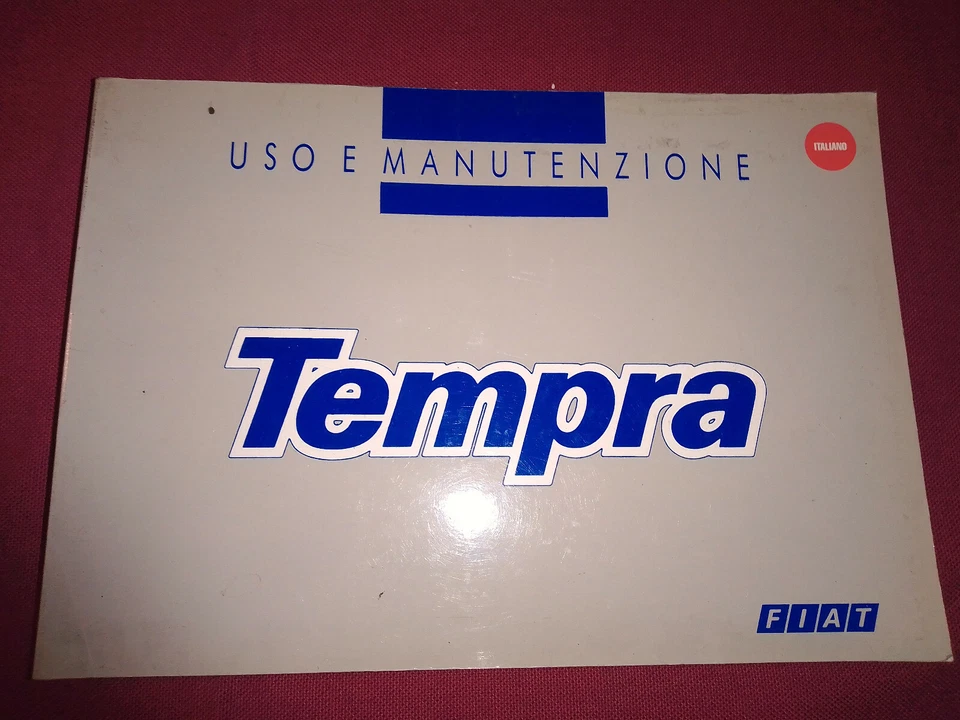 USO E MANUTENZIONE
ITALIANO
Tempra
FIAT